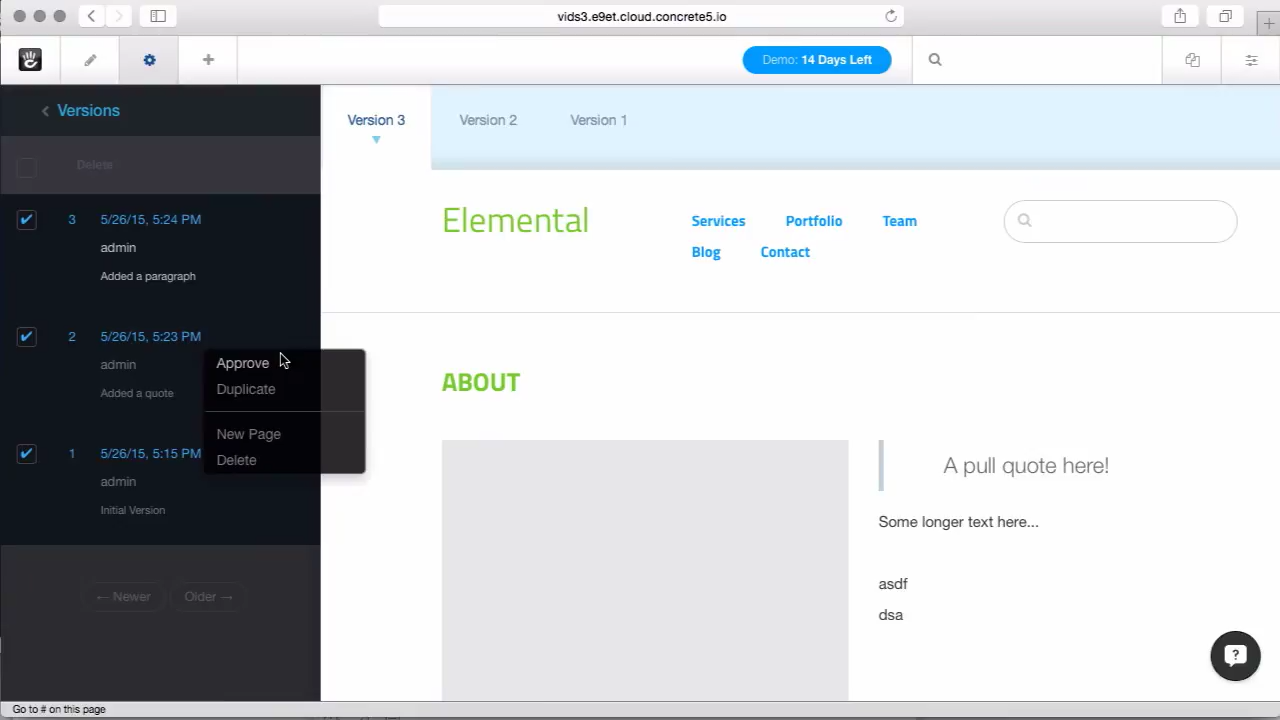 vids3.e9et.cloud.concrete5.io
Demo: 14 Days Left
Versions
Delete
3 5/26/15, 5:24 PM
admin
Added a paragraph
2 5/26/15, 5:23 PM
admin
Added a quote
1 5/26/15, 5:15 PM
admin
Initial Version
← Newer Older →
Approve
Duplicate
New Page
Delete
Version 3 Version 2 Version 1
Elemental
Services Portfolio Team
Blog Contact
ABOUT
A pull quote here!
Some longer text here...
asdf
dsa
Go to # on this page